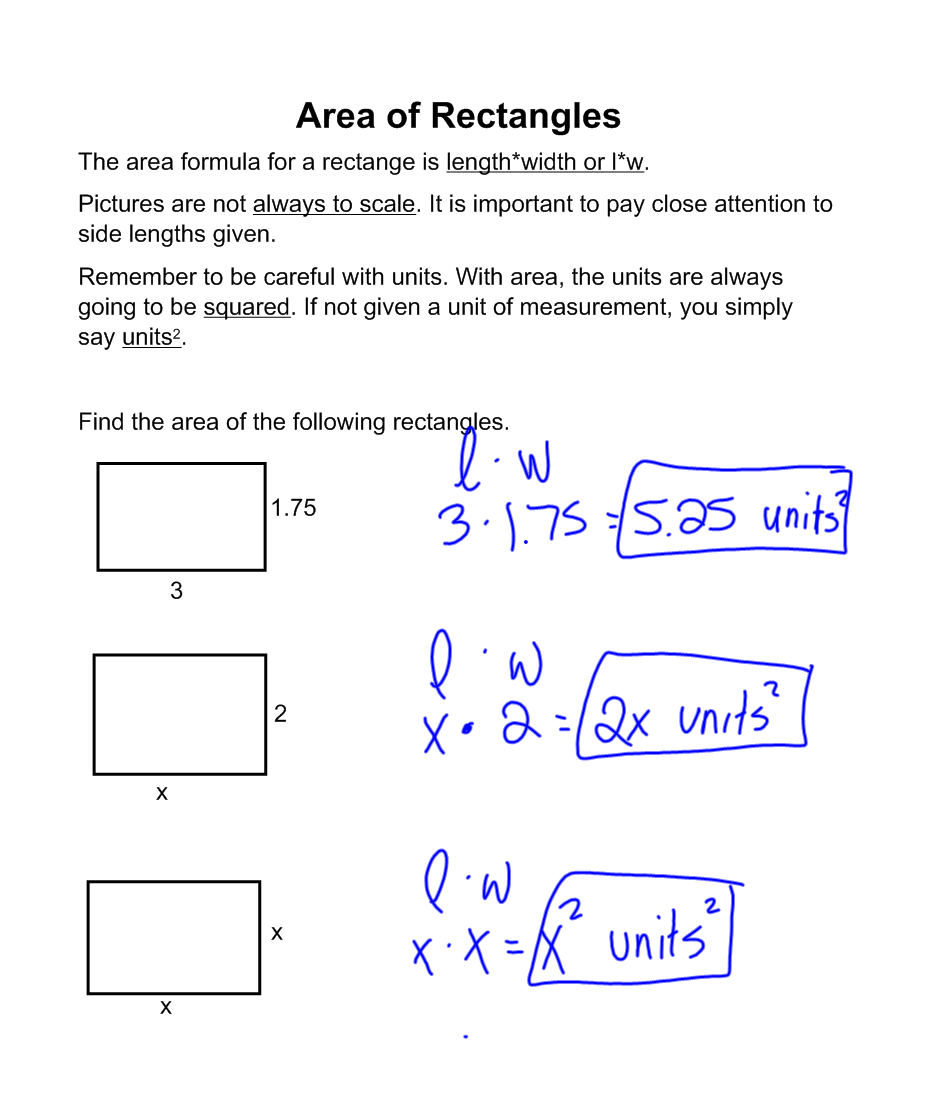 Area of Rectangles
The area formula for a rectange is length*width or l*w.
Pictures are not always to scale. It is important to pay close attention to
side lengths given.
Remember to be careful with units. With area, the units are always
going to be squared. If not given a unit of measurement, you simply
say units².
Find the area of the following rectangles.
l · w
1.75
3 · 1.75 = 5.25 units²
3
l · w
2
x · 2 = 2x units²
x
l · w
x
x · x = x² units²
x